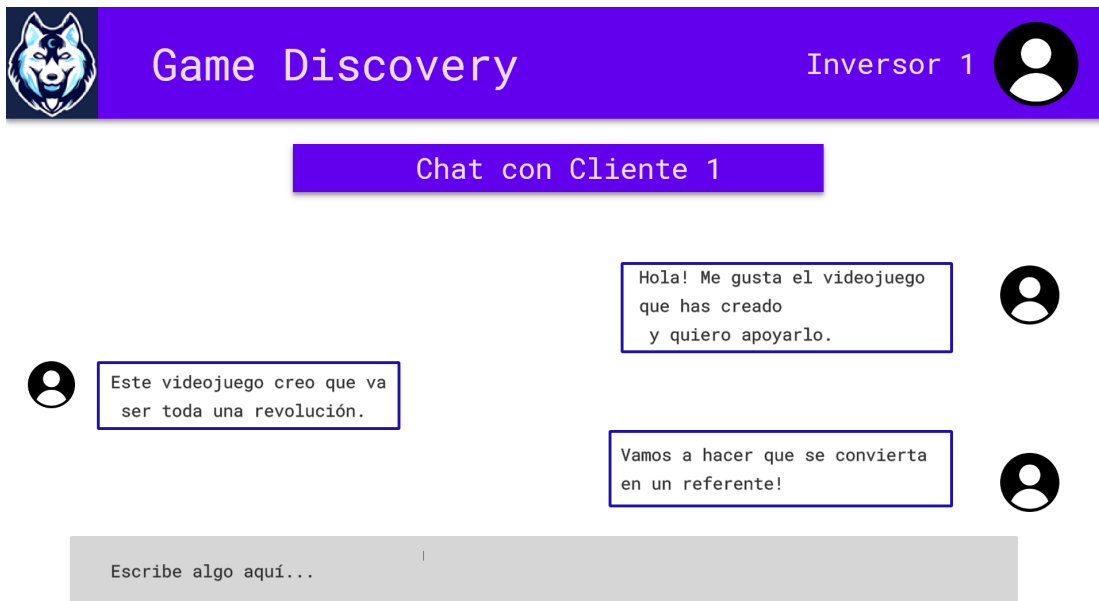 Game Discovery
Inversor 1
Chat con Cliente 1
Hola! Me gusta el videojuego
que has creado
y quiero apoyarlo.
Este videojuego creo que va
ser toda una revolución.
Vamos a hacer que se convierta
en un referente!
Escribe algo aquí...